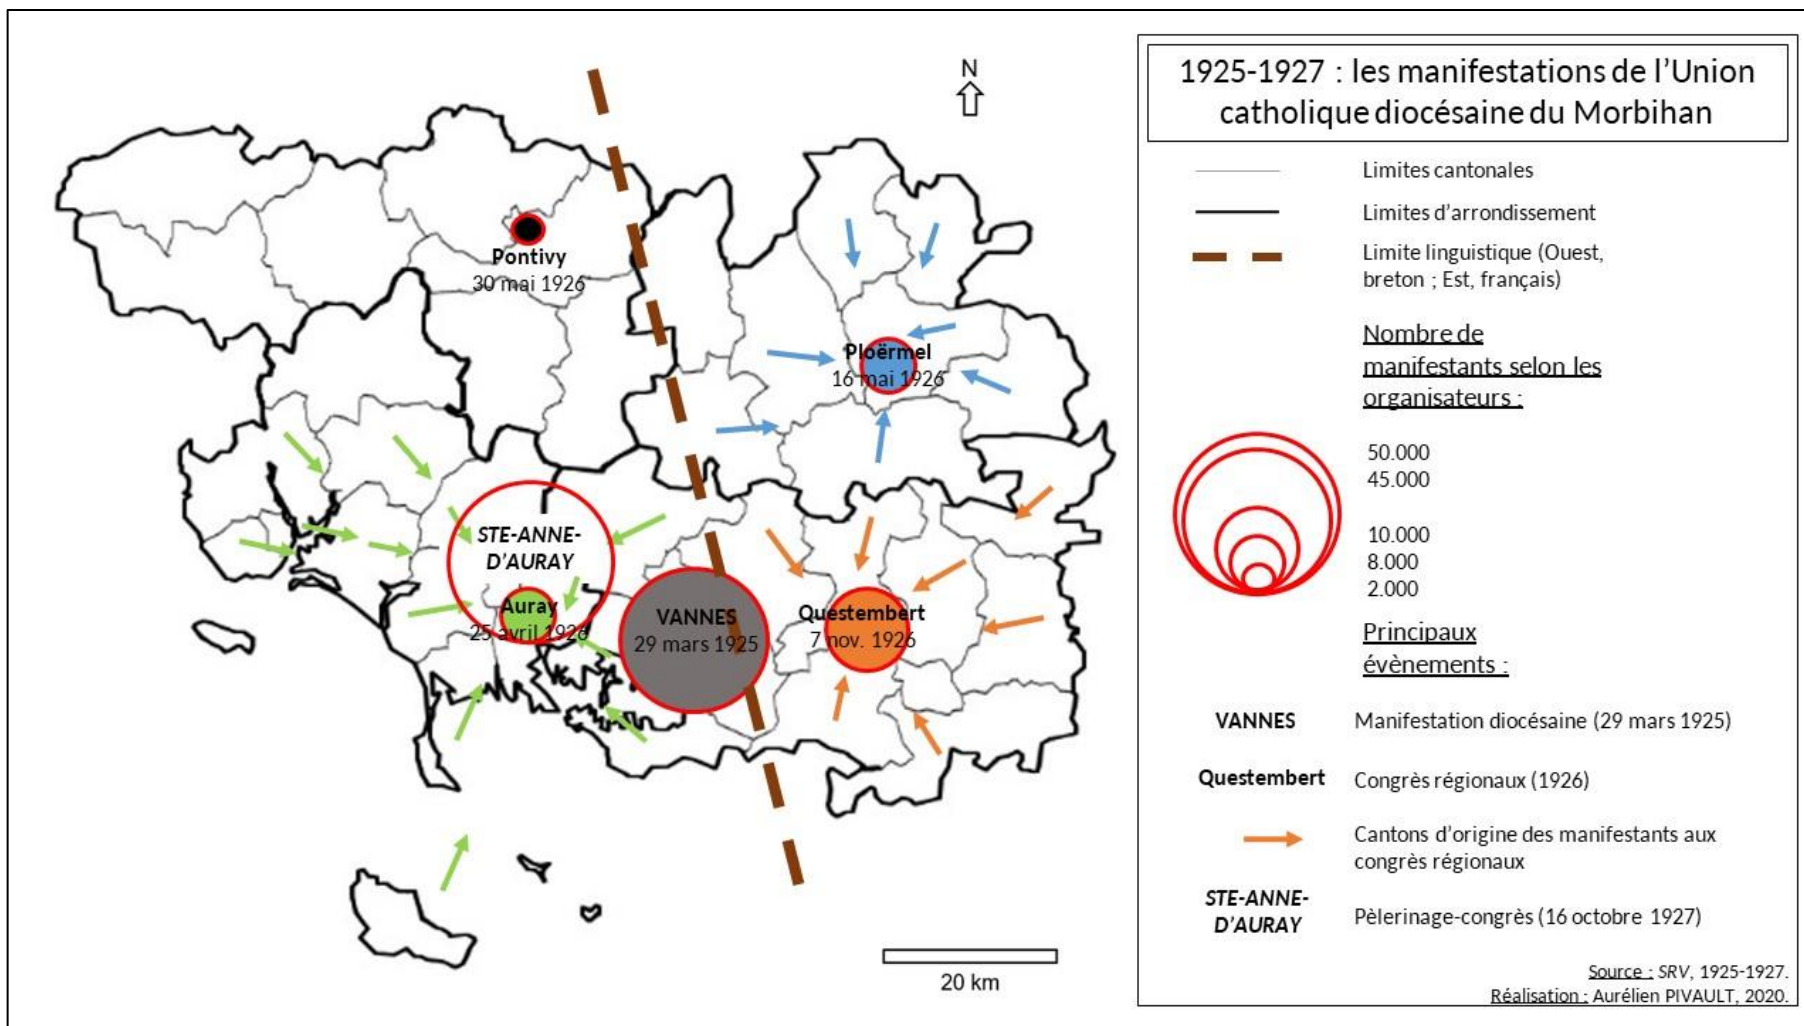 N
Pontivy
30 mai 1926
Ploërmel
16 mai 1926
STE-ANNE-
D’AURAY
Auray
25 avril 1926
VANNES
29 mars 1925
Questembert
7 nov. 1926
20 km
1925-1927 : les manifestations de l’Union
catholique diocésaine du Morbihan
Limites cantonales
Limites d’arrondissement
Limite linguistique (Ouest,
breton ; Est, français)
Nombre de
manifestants selon les
organisateurs :
50.000
45.000
10.000
8.000
2.000
Principaux
évènements :
VANNES Manifestation diocésaine (29 mars 1925)
Questembert Congrès régionaux (1926)
Cantons d’origine des manifestants aux
congrès régionaux
STE-ANNE-
D’AURAY
Pèlerinage-congrès (16 octobre 1927)
Source : SRV, 1925-1927.
Réalisation : Aurélien PIVAULT, 2020.